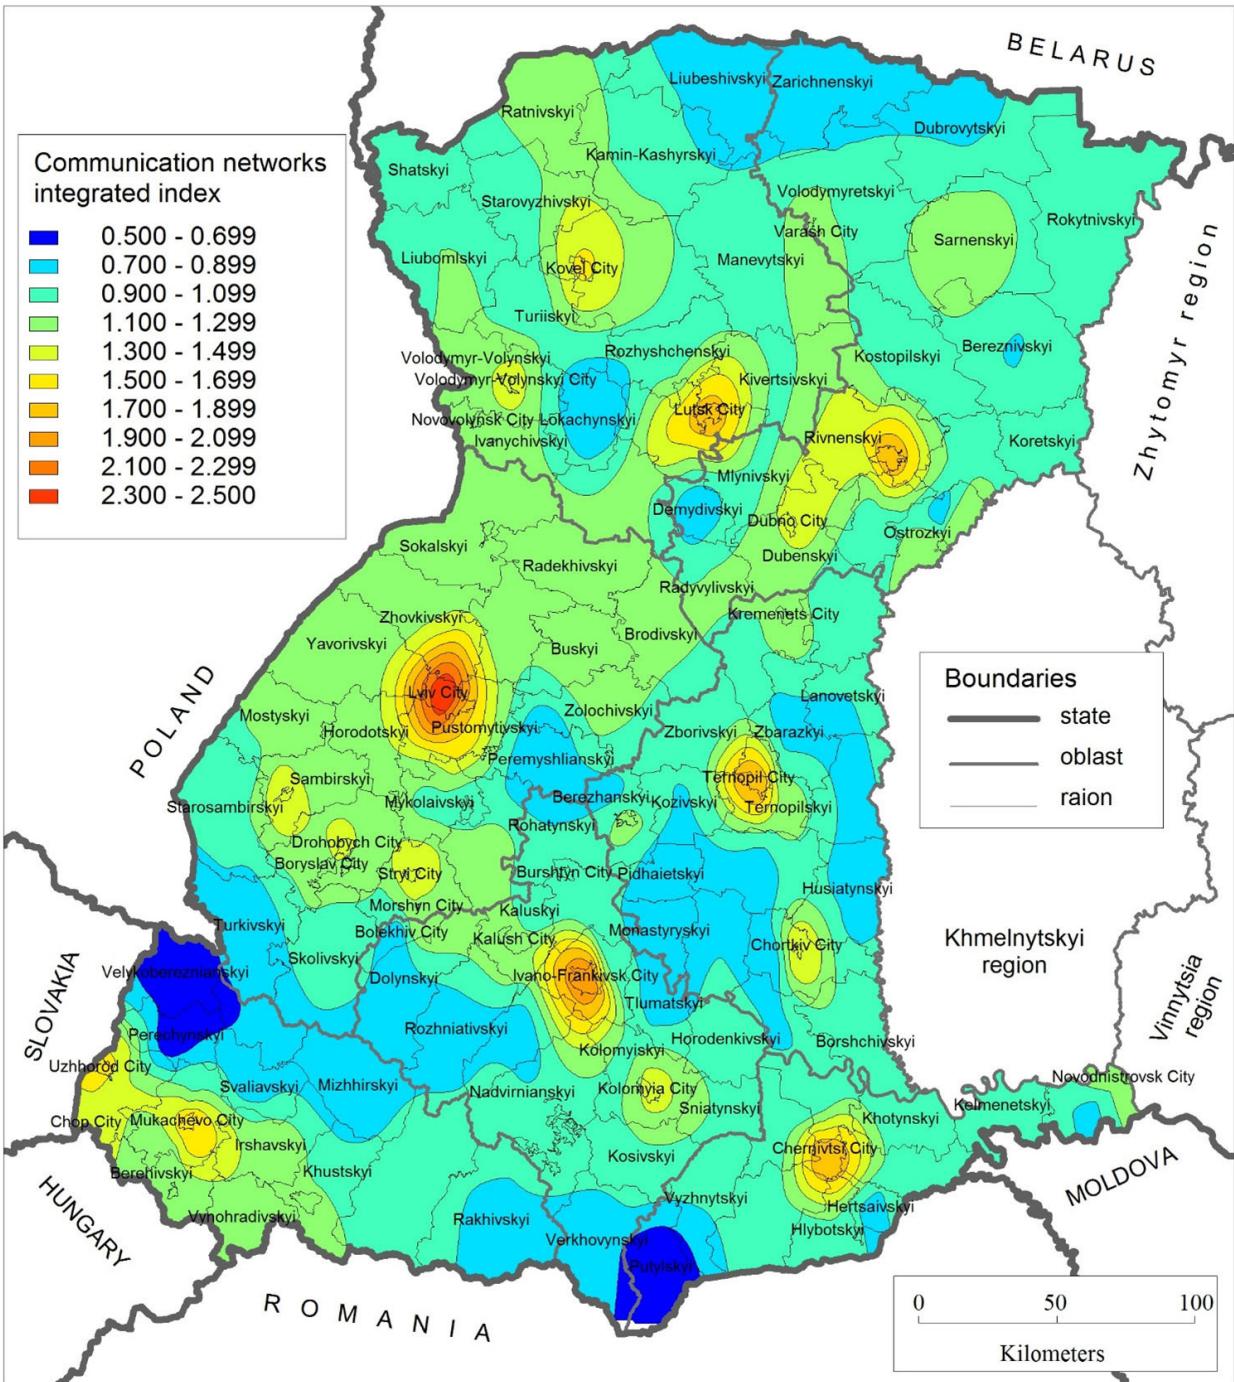 BELARUS
Liubeshivskyi
Zarichnenskyi
Ratnivskyi
Dubrovytskyi
Communication networks
integrated index
0.500 - 0.699
0.700 - 0.899
0.900 - 1.099
1.100 - 1.299
1.300 - 1.499
1.500 - 1.699
1.700 - 1.899
1.900 - 2.099
2.100 - 2.299
2.300 - 2.500
Kamin-Kashyrskyi
Shatskyi
Volodymyretskyi
Starovyzhivskyi
Rokytnivskyi
Varash City
Sarnenskyi
Liubomlskyi
Kovel City
Manevytskyi
Zhytomyr region
Turiiskyi
Bereznivskyi
Rozhyshchenskyi
Kostopilskyi
Volodymyr-Volynskyi
Volodymyr-Volynskyi City
Kivertsivskyi
Lutsk City
Novovolynsk City
Lokachynskyi
Ivanychivskyi
Rivnenskyi
Koretskyi
Mlynivskyi
Demydivskyi
Dubno City
Ostrozkyi
Sokalskyi
Dubenskyi
Radekhivskyi
Radyvylivskyi
Zhovkivskyi
Kremenets City
Brodivskyi
Yavorivskyi
Buskyi
POLAND
Boundaries
state
oblast
raion
Lviv City
Lanovetskyi
Mostyskyi
Zolochivskyi
Horodotskyi
Pustomytivskyi
Zborivskyi
Zbarazkyi
Peremyshlianskyi
Sambirskyi
Ternopil City
Berezhanskyi
Starosambirskyi
Mykolaivskyi
Kozivskyi
Ternopilskyi
Rohatynskyi
Drohobych City
Boryslav City
Stryi City
Burshtyn City
Pidhaietskyi
Husiatynskyi
Morshyn City
Kaluskyi
Turkivskyi
Bolekhiv City
Kalush City
Monastyryskyi
Chortkiv City
Khmelnytskyi
region
Skolivskyi
Velykobereznianskyi
Dolynskyi
Ivano-Frankivsk City
SLOVAKIA
Vinnytsia
region
Tlumatskyi
Perechynskyi
Rozhniativskyi
Horodenkivskyi
Borshchivskyi
Kolomyiskyi
Uzhhorod City
Svaliavskyi
Mizhhirskyi
Nadvirnianskyi
Kolomyia City
Novodnistrovsk City
Sniatynskyi
Kelmenetskyi
Chop City
Mukachevo City
Khotynskyi
Irshavskyi
Chernivtsi City
Kosivskyi
Berehivskyi
Khustskyi
MOLDOVA
HUNGARY
Vyzhnytskyi
Hertsaivskyi
Vynohradivskyi
Rakhivskyi
Hlybotskyi
Verkhovynskyi
Putylskyi
ROMANIA
0 50 100
Kilometers